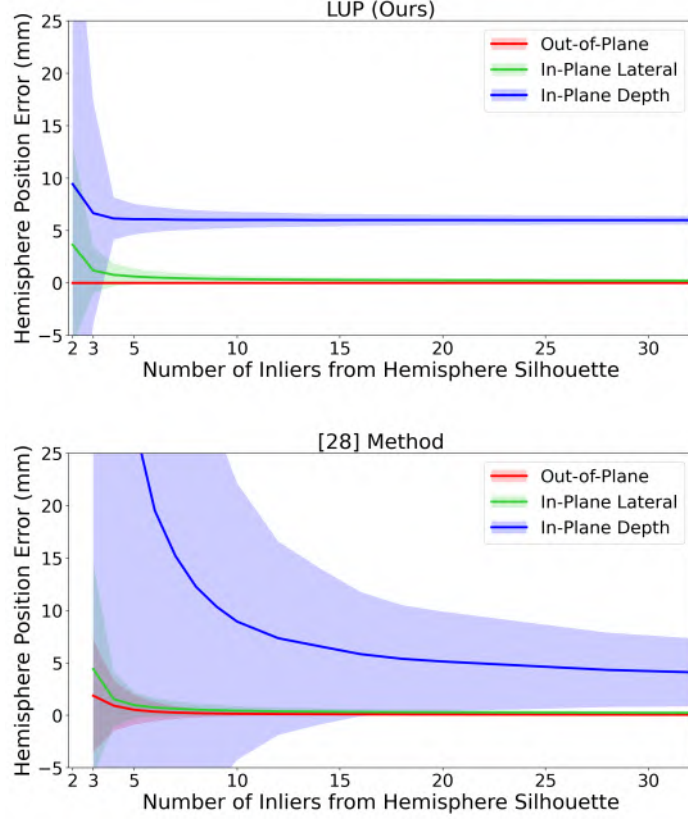 LUP (Ours)
Hemisphere Position Error (mm)
25
20
15
10
5
0
−5
Out-of-Plane
In-Plane Lateral
In-Plane Depth
2 3 5 10 15 20 25 30
Number of Inliers from Hemisphere Silhouette
[28] Method
Hemisphere Position Error (mm)
25
20
15
10
5
0
−5
Out-of-Plane
In-Plane Lateral
In-Plane Depth
2 3 5 10 15 20 25 30
Number of Inliers from Hemisphere Silhouette